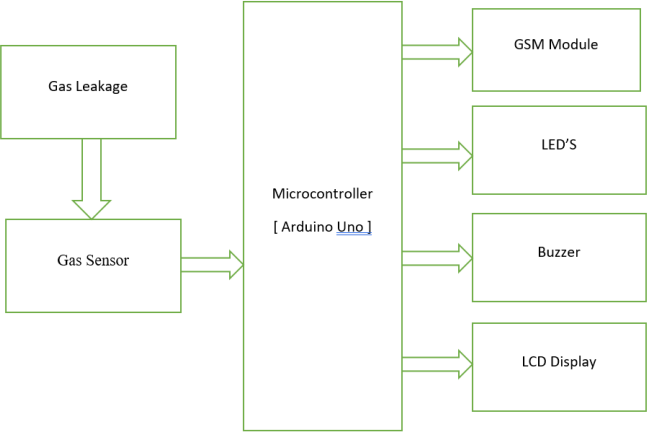 Gas Leakage
Gas Sensor
Microcontroller
[ Arduino Uno ]
GSM Module
LED'S
Buzzer
LCD Display